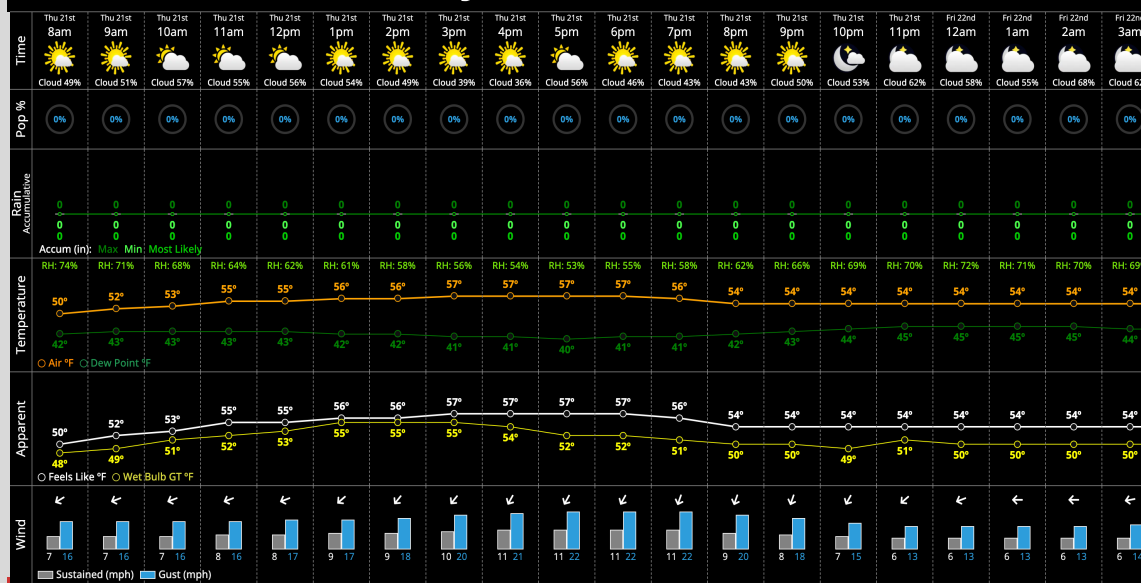 Thu 21st Thu 21st Thu 21st Thu 21st Thu 21st Thu 21st Thu 21st Thu 21st Thu 21st Thu 21st Thu 21st Thu 21st Thu 21st Thu 21st Thu 21st Thu 21st Fri 22nd Fri 22nd Fri 22nd Fri 22nd
Time 8am 9am 10am 11am 12pm 1pm 2pm 3pm 4pm 5pm 6pm 7pm 8pm 9pm 10pm 11pm 12am 1am 2am 3am
Cloud 49% Cloud 51% Cloud 57% Cloud 55% Cloud 56% Cloud 54% Cloud 49% Cloud 39% Cloud 36% Cloud 56% Cloud 46% Cloud 43% Cloud 43% Cloud 50% Cloud 53% Cloud 62% Cloud 58% Cloud 55% Cloud 68% Cloud 62
Pop % 0% 0% 0% 0% 0% 0% 0% 0% 0% 0% 0% 0% 0% 0% 0% 0% 0% 0% 0% 0%
Rain
Accumulative
0 0 0 0 0 0 0 0 0 0 0 0 0 0 0 0 0 0 0 0
0 0 0 0 0 0 0 0 0 0 0 0 0 0 0 0 0 0 0 0
0 0 0 0 0 0 0 0 0 0 0 0 0 0 0 0 0 0 0 0
Accum (in): Max Min Most Likely
RH: 74% RH: 71% RH: 68% RH: 64% RH: 62% RH: 61% RH: 58% RH: 56% RH: 54% RH: 53% RH: 55% RH: 58% RH: 62% RH: 66% RH: 69% RH: 70% RH: 72% RH: 71% RH: 70% RH: 69
Temperature
50° 52° 53° 55° 55° 56° 56° 57° 57° 57° 57° 56° 54° 54° 54° 54° 54° 54° 54° 54°
42° 43° 43° 43° 43° 42° 42° 41° 41° 40° 41° 41° 42° 43° 44° 45° 45° 45° 45° 44°
Air °F Dew Point °F
Apparent
50° 52° 53° 55° 55° 56° 56° 57° 57° 57° 57° 56° 54° 54° 54° 54° 54° 54° 54° 54°
48° 49° 51° 52° 53° 55° 55° 55° 54° 52° 52° 51° 50° 50° 49° 51° 50° 50° 50° 50°
Feels Like °F Wet Bulb GT °F
Wind
7 16 7 16 7 16 8 16 8 17 9 17 9 18 10 20 11 21 11 22 11 22 11 22 9 20 8 18 7 15 6 13 6 13 6 13 6 13 6 14
Sustained (mph) Gust (mph)